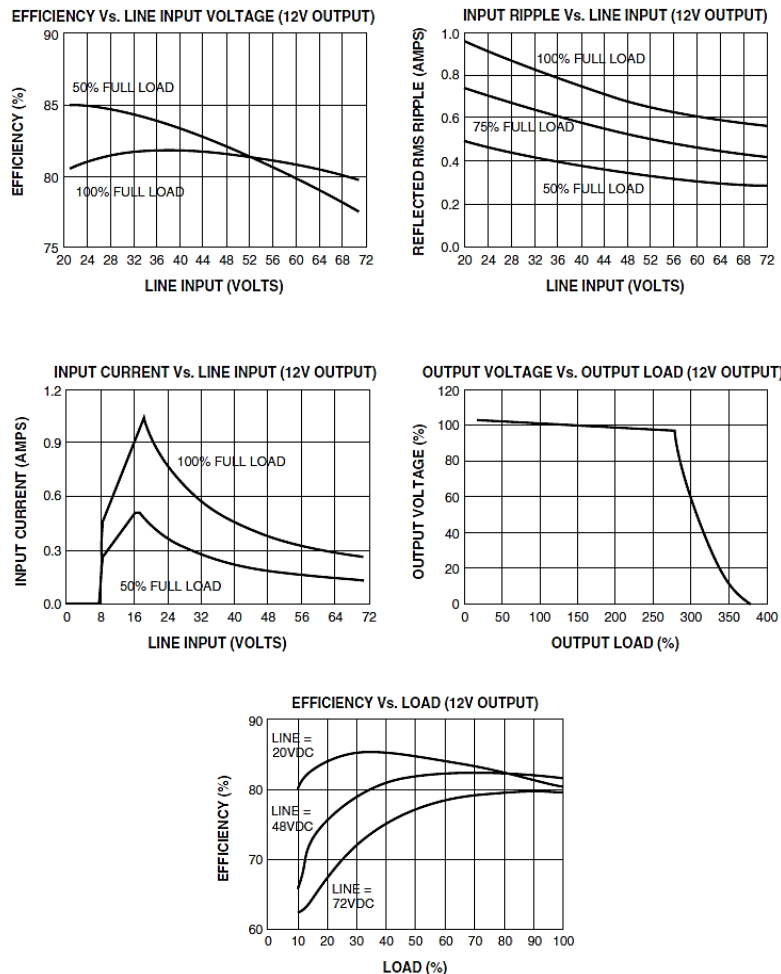 EFFICIENCY Vs. LINE INPUT VOLTAGE (12V OUTPUT)
90
85
80
75
EFFICIENCY (%)
50% FULL LOAD
100% FULL LOAD
20 24 28 32 36 40 44 48 52 56 60 64 68 72
LINE INPUT (VOLTS)
INPUT RIPPLE Vs. LINE INPUT (12V OUTPUT)
1.0
0.8
0.6
0.4
0.2
0.0
REFLECTED RMS RIPPLE (AMPS)
100% FULL LOAD
75% FULL LOAD
50% FULL LOAD
20 24 28 32 36 40 44 48 52 56 60 64 68 72
LINE INPUT (VOLTS)
INPUT CURRENT Vs. LINE INPUT (12V OUTPUT)
1.2
0.9
0.6
0.3
0.0
INPUT CURRENT (AMPS)
100% FULL LOAD
50% FULL LOAD
0 8 16 24 32 40 48 56 64 72
LINE INPUT (VOLTS)
OUTPUT VOLTAGE Vs. OUTPUT LOAD (12V OUTPUT)
120
100
80
60
40
20
0
OUTPUT VOLTAGE (%)
0 50 100 150 200 250 300 350 400
OUTPUT LOAD (%)
EFFICIENCY Vs. LOAD (12V OUTPUT)
90
80
70
60
EFFICIENCY (%)
LINE =
20VDC
LINE =
48VDC
LINE =
72VDC
0 10 20 30 40 50 60 70 80 90 100
LOAD (%)